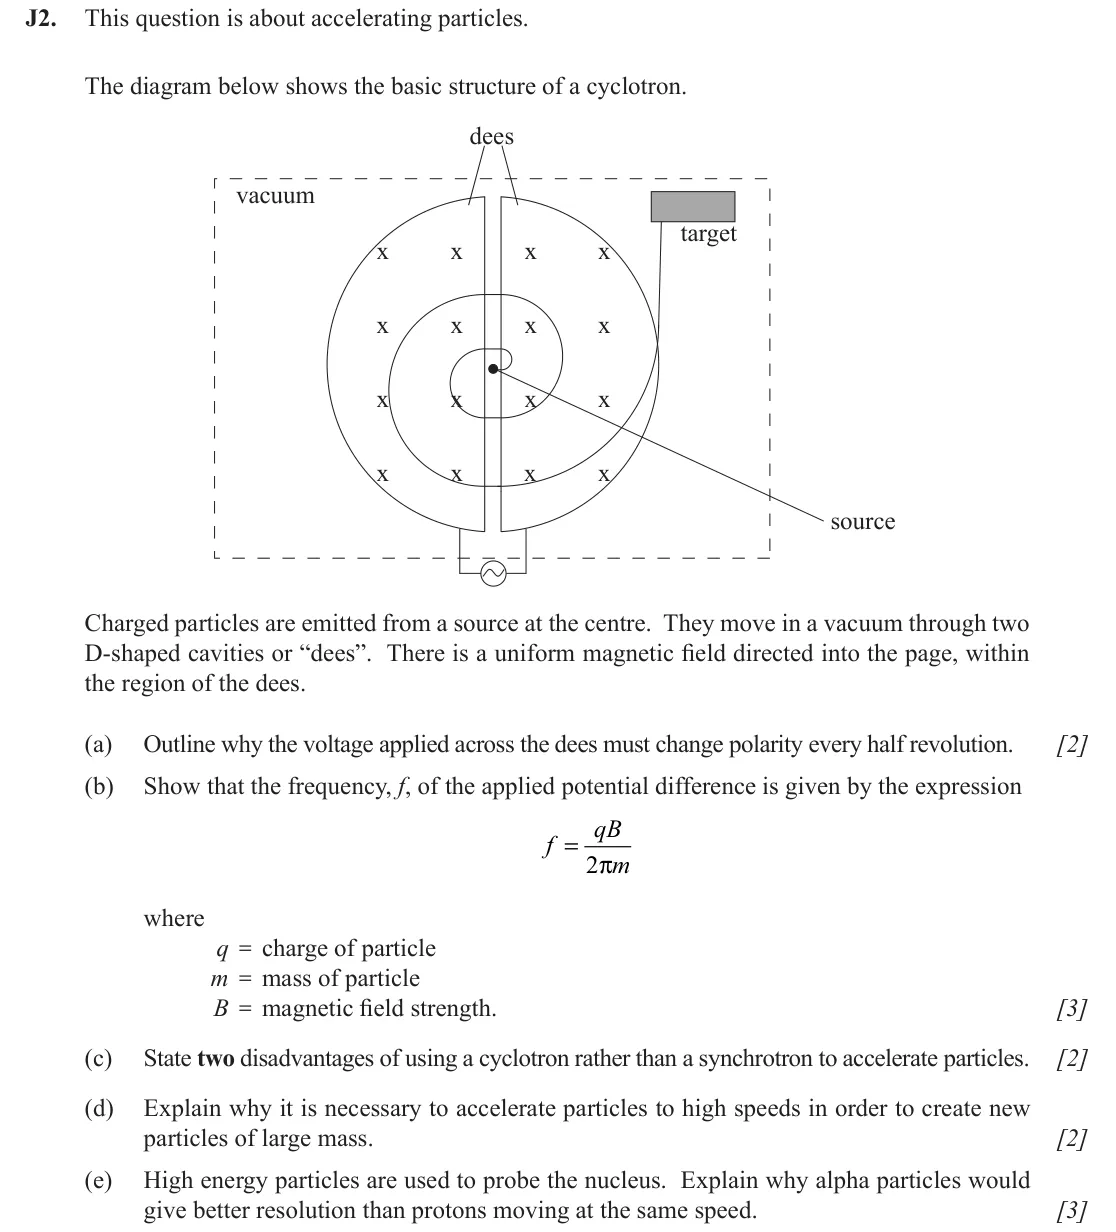 J2. This question is about accelerating particles.
The diagram below shows the basic structure of a cyclotron.
dees
vacuum
target
x x x x
x x x x
x x x x
x x x x
source
Charged particles are emitted from a source at the centre. They move in a vacuum through two
D-shaped cavities or “dees”. There is a uniform magnetic field directed into the page, within
the region of the dees.
(a) Outline why the voltage applied across the dees must change polarity every half revolution. [2]
(b) Show that the frequency, f, of the applied potential difference is given by the expression
f = qB / 2πm
where
q = charge of particle
m = mass of particle
B = magnetic field strength. [3]
(c) State two disadvantages of using a cyclotron rather than a synchrotron to accelerate particles. [2]
(d) Explain why it is necessary to accelerate particles to high speeds in order to create new
particles of large mass. [2]
(e) High energy particles are used to probe the nucleus. Explain why alpha particles would
give better resolution than protons moving at the same speed. [3]